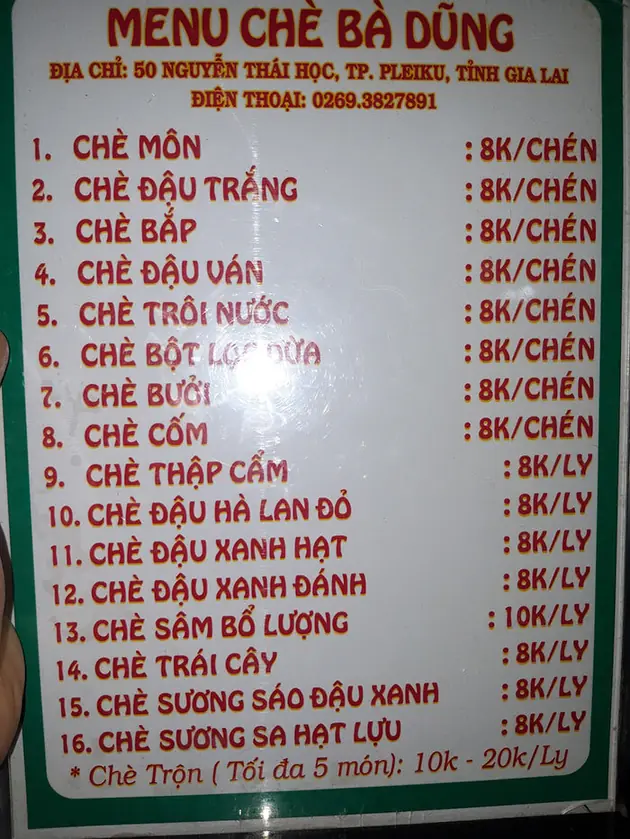 MENU CHÈ BÀ DŨNG
ĐỊA CHỈ: 50 NGUYỄN THÁI HỌC, TP. PLEIKU, TỈNH GIA LAI
ĐIỆN THOẠI: 0269.3827891
1. CHÈ MÔN : 8K/CHÉN
2. CHÈ ĐẬU TRẮNG : 8K/CHÉN
3. CHÈ BẮP : 8K/CHÉN
4. CHÈ ĐẬU VÁN : 8K/CHÉN
5. CHÈ TRÔI NƯỚC : 8K/CHÉN
6. CHÈ BỘT LỌC DỪA : 8K/CHÉN
7. CHÈ BƯỞI : 8K/CHÉN
8. CHÈ CỐM : 8K/CHÉN
9. CHÈ THẬP CẨM : 8K/LY
10. CHÈ ĐẬU HÀ LAN ĐỎ : 8K/LY
11. CHÈ ĐẬU XANH HẠT : 8K/LY
12. CHÈ ĐẬU XANH ĐÁNH : 8K/LY
13. CHÈ SÂM BỔ LƯỢNG : 10K/LY
14. CHÈ TRÁI CÂY : 8K/LY
15. CHÈ SƯƠNG SÁO ĐẬU XANH : 8K/LY
16. CHÈ SƯƠNG SA HẠT LỰU : 8K/LY
* Chè Trộn ( Tối đa 5 món): 10k - 20k/Ly